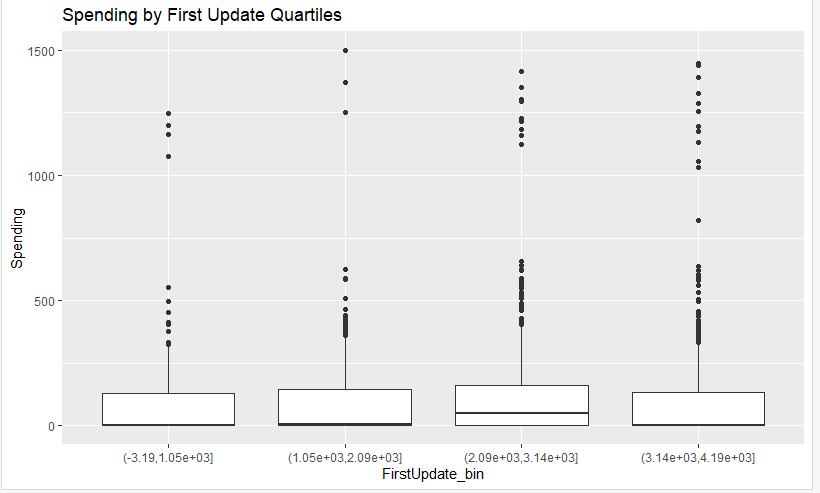 Spending by First Update Quartiles
1500
1000
500
0
Spending
(-3.19,1.05e+03]
(1.05e+03,2.09e+03]
(2.09e+03,3.14e+03]
(3.14e+03,4.19e+03]
FirstUpdate_bin